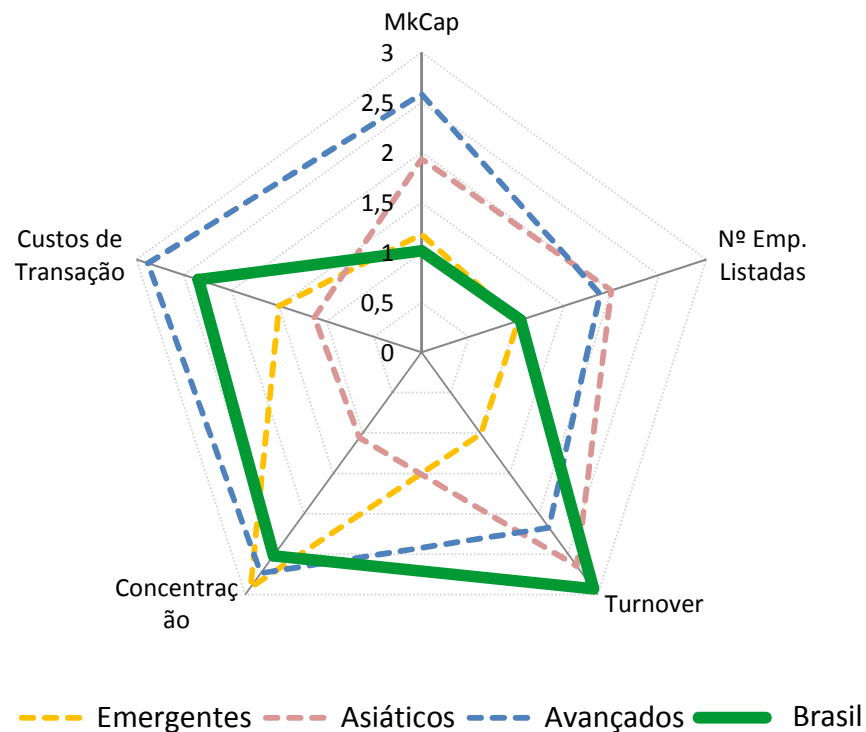 MkCap
3
2,5
2
1,5
1
0,5
0
Nº Emp.
Listadas
Turnover
Concentraç
ão
Custos de
Transação
Emergentes Asiáticos Avançados Brasil